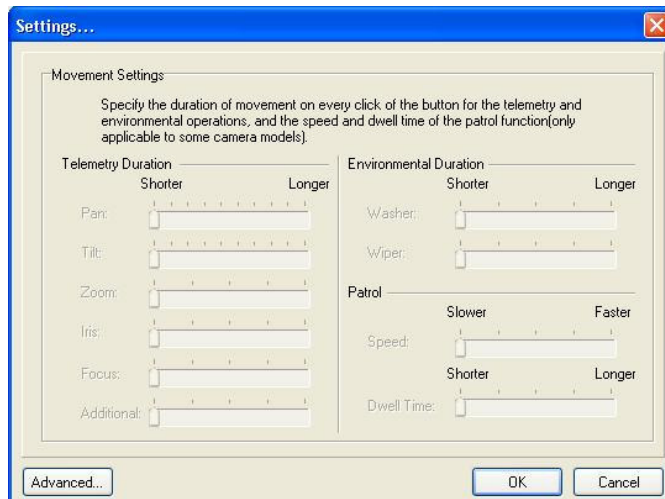 Settings...
Movement Settings
Specify the duration of movement on every click of the button for the telemetry and
environmental operations, and the speed and dwell time of the patrol function(only
applicable to some camera models).
Telemetry Duration
Shorter Longer
Pan:
Tilt:
Zoom:
Iris:
Focus:
Additional:
Environmental Duration
Shorter Longer
Washer:
Wiper:
Patrol
Slower Faster
Speed:
Shorter Longer
Dwell Time:
Advanced...
OK
Cancel